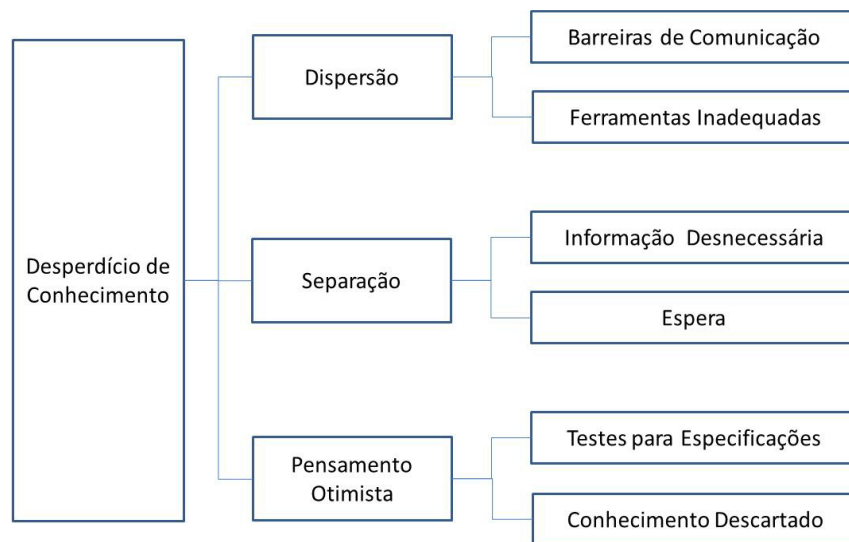 Desperdício de
Conhecimento
Dispersão
Barreiras de Comunicação
Ferramentas Inadequadas
Separação
Informação Desnecessária
Espera
Pensamento
Otimista
Testes para Especificações
Conhecimento Descartado